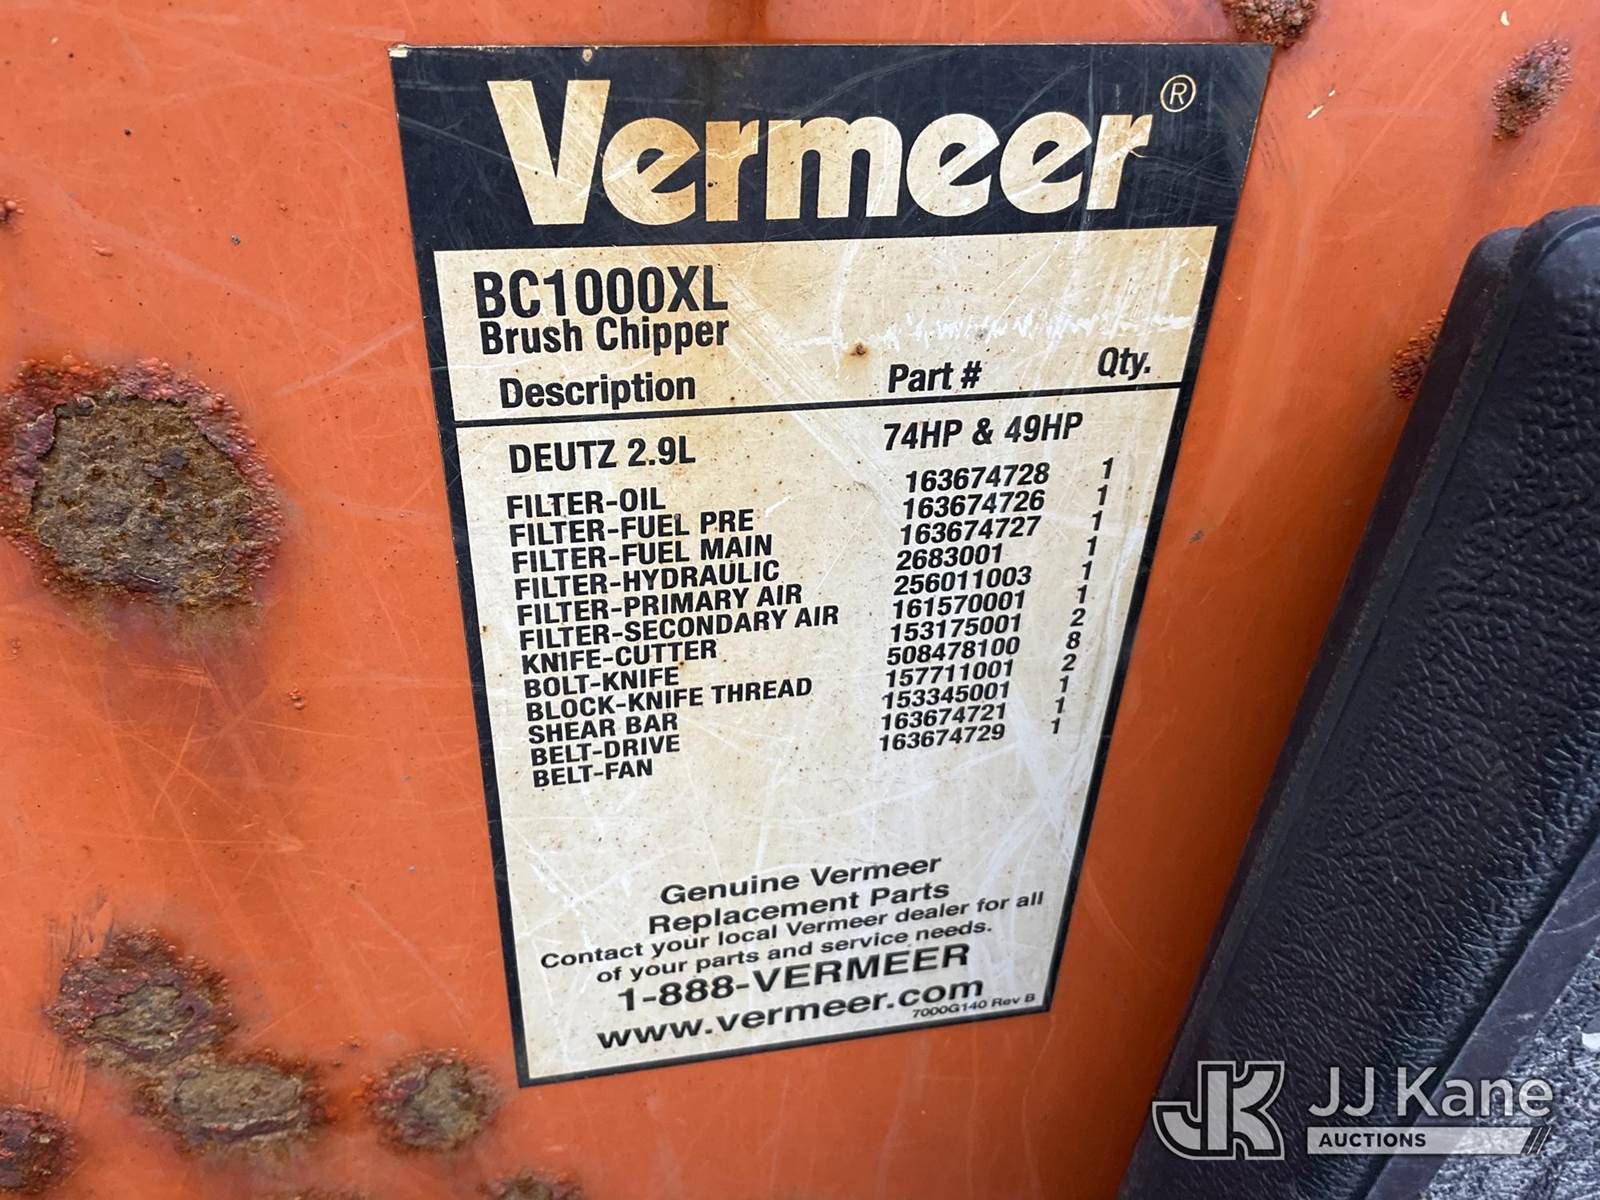 Vermeer®
BC1000XL
Brush Chipper
Description Part # Qty.
DEUTZ 2.9L 74HP & 49HP
FILTER-OIL 163674728 1
FILTER-FUEL PRE 163674726 1
FILTER-FUEL MAIN 163674727 1
FILTER-HYDRAULIC 2683001 1
FILTER-PRIMARY AIR 256011003 1
FILTER-SECONDARY AIR 161570001 1
KNIFE-CUTTER 153175001 2
BOLT-KNIFE 508478100 8
BLOCK-KNIFE THREAD 157711001 2
SHEAR BAR 153345001 1
BELT-DRIVE 163674721 1
BELT-FAN 163674729 1
Genuine Vermeer
Replacement Parts
Contact your local Vermeer dealer for all
of your parts and service needs.
1-888-VERMEER
www.vermeer.com
7000G140 Rev B
JK JJ Kane
AUCTIONS